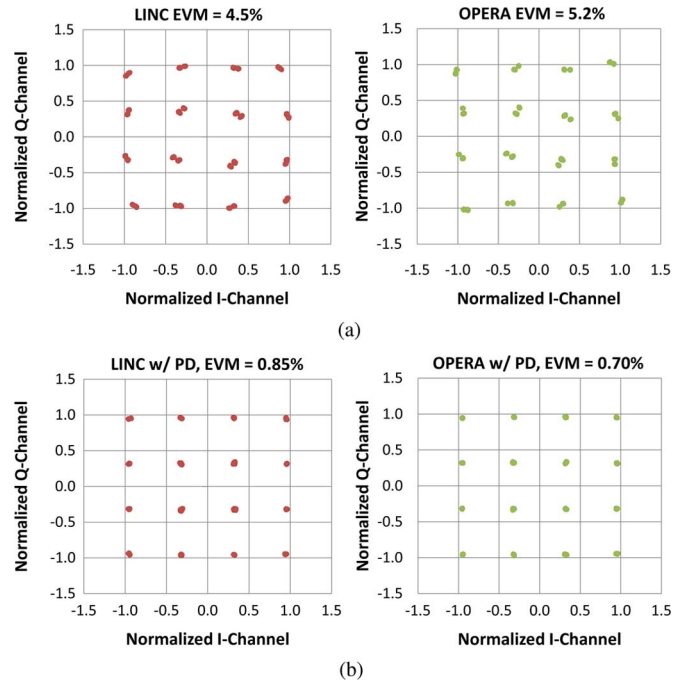 LINC EVM = 4.5%
1.5
1.0
0.5
0.0
-0.5
-1.0
-1.5
Normalized Q-Channel
-1.5 -1.0 -0.5 0.0 0.5 1.0 1.5
Normalized I-Channel
OPERA EVM = 5.2%
1.5
1.0
0.5
0.0
-0.5
-1.0
-1.5
Normalized Q-Channel
-1.5 -1.0 -0.5 0.0 0.5 1.0 1.5
Normalized I-Channel
(a)
LINC w/ PD, EVM = 0.85%
1.5
1.0
0.5
0.0
-0.5
-1.0
-1.5
Normalized Q-Channel
-1.5 -1.0 -0.5 0.0 0.5 1.0 1.5
Normalized I-Channel
OPERA w/ PD, EVM = 0.70%
1.5
1.0
0.5
0.0
-0.5
-1.0
-1.5
Normalized Q-Channel
-1.5 -1.0 -0.5 0.0 0.5 1.0 1.5
Normalized I-Channel
(b)